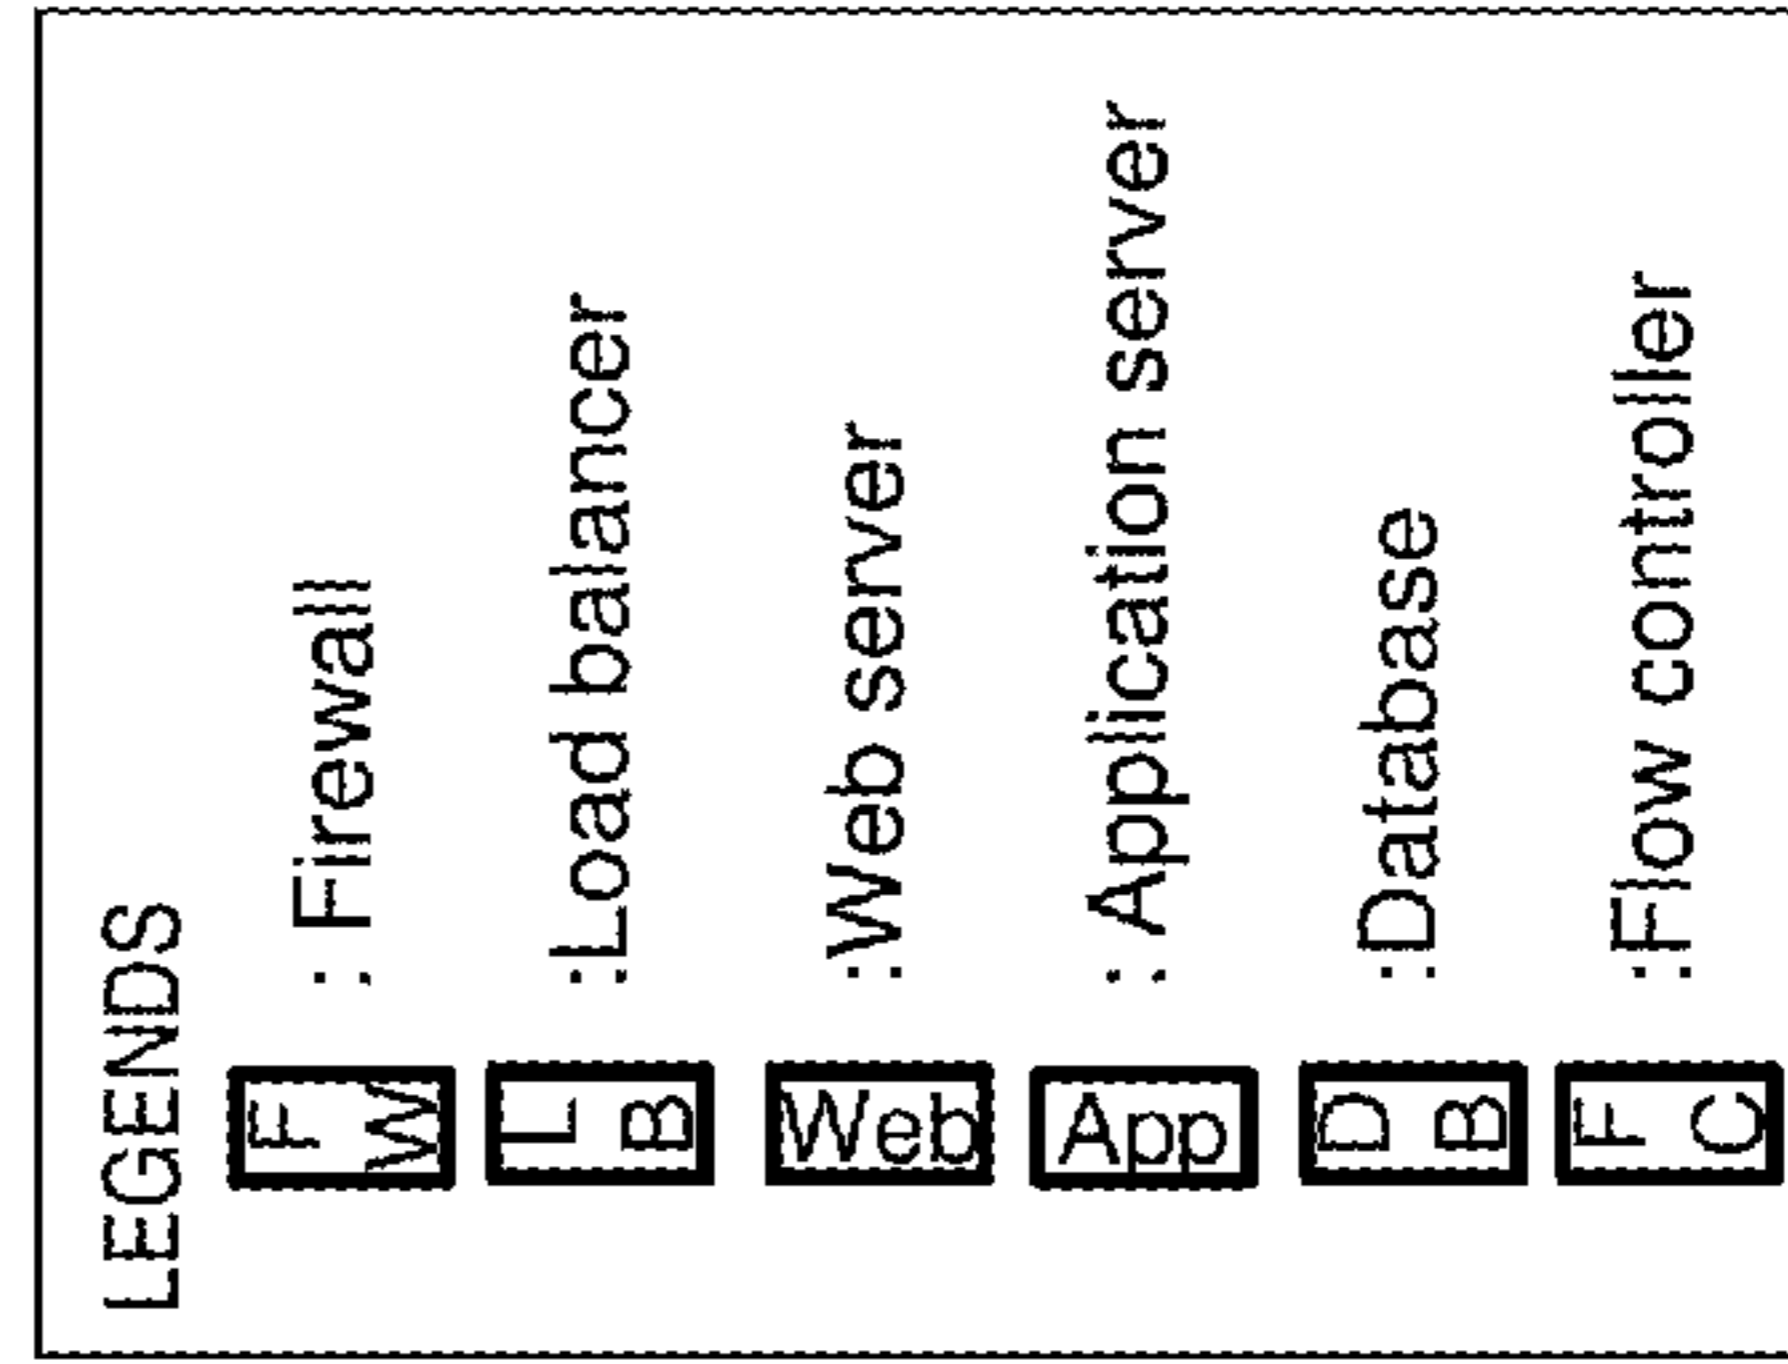 LEGENDS
FW : Firewall
LB :Load balancer
Web :Web server
App : Application server
DB :Database
FC :Flow controller